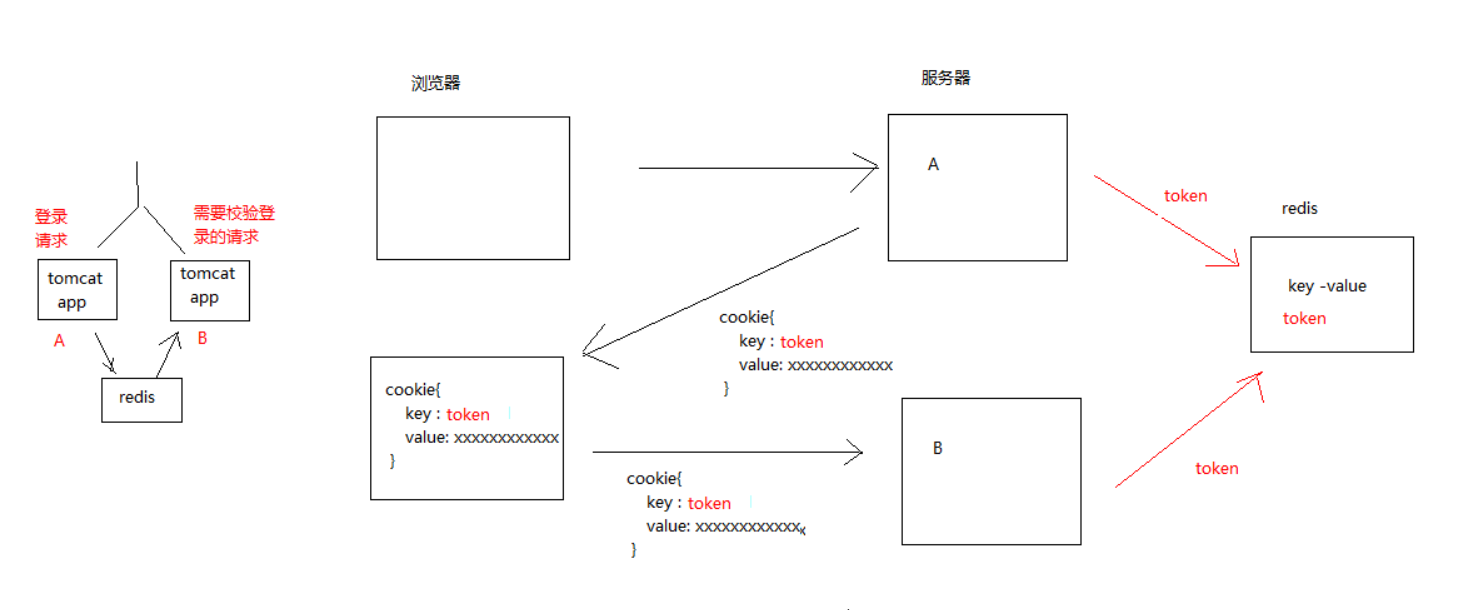 浏览器
服务器
登录
请求
需要校验登
录的请求
tomcat
app
A
tomcat
app
B
redis
A
token
redis
key -value
token
cookie{
key : token
value: xxxxxxxxxxxx
}
cookie{
key : token
value: xxxxxxxxxxxx
}
cookie{
key : token
value: xxxxxxxxxxxxx
}
B
token